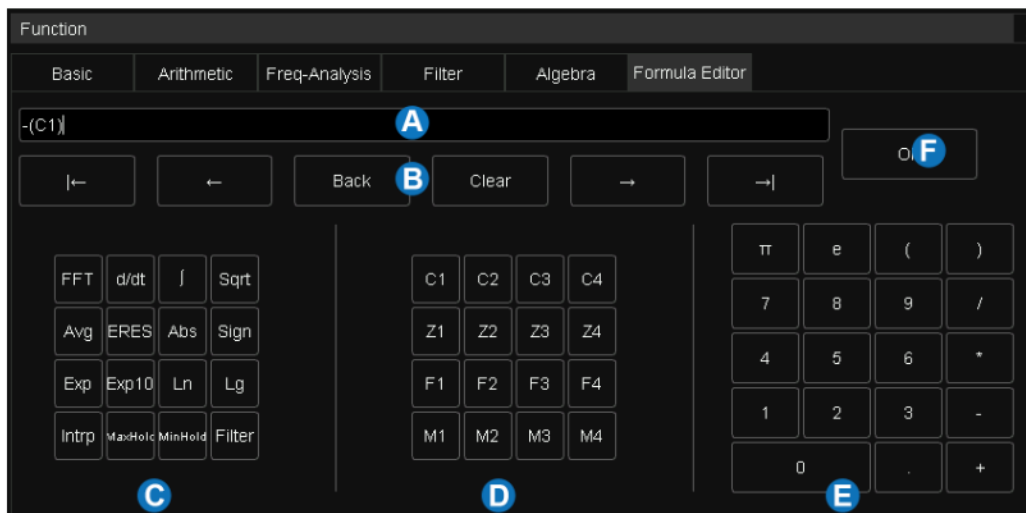 Function
Basic Arithmetic Freq-Analysis Filter Algebra Formula Editor
-(C1)
A
F
|← ← Back B Clear → →|
π e ( )
FFT d/dt ∫ Sqrt
C1 C2 C3 C4
7 8 9 /
Avg ERES Abs Sign
Z1 Z2 Z3 Z4
4 5 6 *
Exp Exp10 Ln Lg
F1 F2 F3 F4
1 2 3 -
Intrp MaxHold MinHold Filter
M1 M2 M3 M4
0 . +
C D E